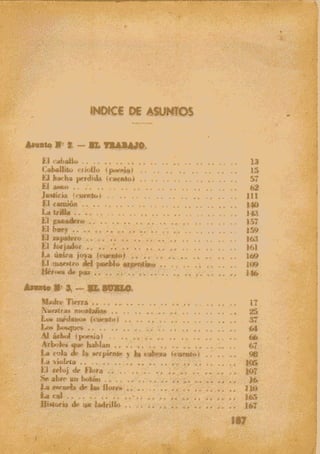 INDICE DE ASUNTOS
Asunto Nº 2. — EL TRABAJO.
El caballo 13
Caballito criollo (poesía) 15
El hacha perdida (cuento) 57
El asno 62
Justicia (cuento) 111
El camión 140
La trilla 143
El ganadero 157
El buey 159
El zapatero 163
El forjador 161
La única joya (cuento) 169
El maestro del pueblo argentino 109
Héroes de paz 146
Asunto Nº 3. — EL SUELO.
Madre Tierra 17
Nuestras montañas 25
Los médanos (cuento) 37
Los bosques 64
Al árbol (poesía) 66
Arboles que hablan 67
La cola de la serpiente y la cabeza (cuento) 98
La violeta 105
El reloj de Flora 107
Se abre un botón 16
La escuela de las flores 110
La cal 165
Historia de un ladrillo 167
187